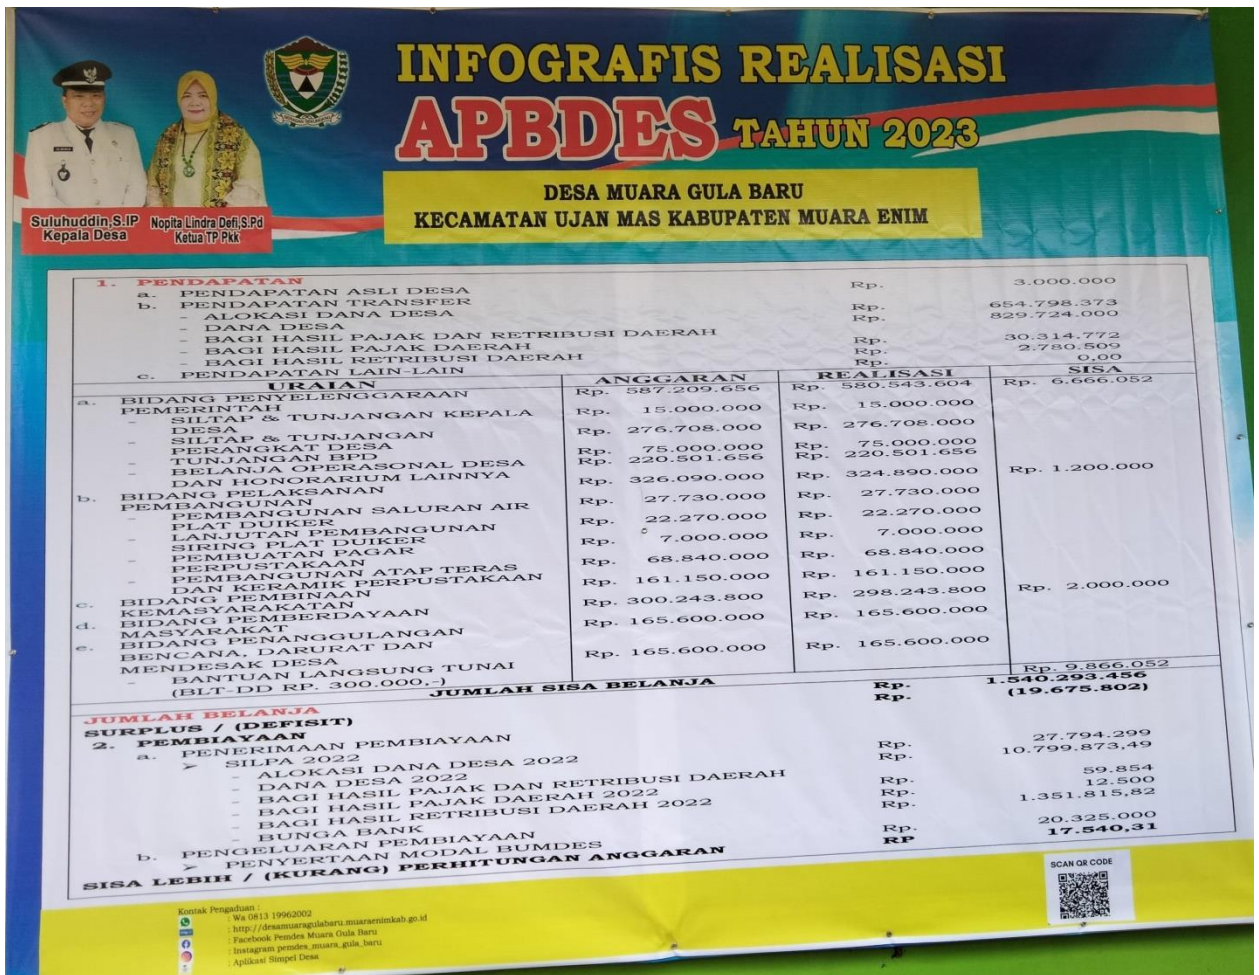 INFOGRAFIS REALISASI
APBDES TAHUN 2023
DESA MUARA GULA BARU
KECAMATAN UJAN MAS KABUPATEN MUARA ENIM
Suluhuddin,S.IP
Kepala Desa
Nopita Lindra Defi,S.Pd
Ketua TP Pkk
1. PENDAPATAN
a. PENDAPATAN ASLI DESA Rp. 3.000.000
b. PENDAPATAN TRANSFER
- ALOKASI DANA DESA Rp. 654.798.373
- DANA DESA Rp. 829.724.000
- BAGI HASIL PAJAK DAN RETRIBUSI DAERAH
- BAGI HASIL PAJAK DAERAH Rp. 30.314.772
- BAGI HASIL RETRIBUSI DAERAH Rp. 2.780.509
c. PENDAPATAN LAIN-LAIN Rp. 0,00
URAIAN ANGGARAN REALISASI SISA
a. BIDANG PENYELENGGARAAN Rp. 587.209.656 Rp. 580.543.604 Rp. 6.666.052
PEMERINTAH
- SILTAP & TUNJANGAN KEPALA Rp. 15.000.000 Rp. 15.000.000
DESA
- SILTAP & TUNJANGAN Rp. 276.708.000 Rp. 276.708.000
PERANGKAT DESA
- TUNJANGAN BPD Rp. 75.000.000 Rp. 75.000.000
- BELANJA OPERASONAL DESA Rp. 220.501.656 Rp. 220.501.656
DAN HONORARIUM LAINNYA
b. BIDANG PELAKSANAN Rp. 326.090.000 Rp. 324.890.000 Rp. 1.200.000
PEMBANGUNAN
- PEMBANGUNAN SALURAN AIR Rp. 27.730.000 Rp. 27.730.000
PLAT DUIKER
- LANJUTAN PEMBANGUNAN Rp. 22.270.000 Rp. 22.270.000
SIRING PLAT DUIKER
- PEMBUATAN PAGAR Rp. 7.000.000 Rp. 7.000.000
PERPUSTAKAAN
- PEMBANGUNAN ATAP TERAS Rp. 68.840.000 Rp. 68.840.000
DAN KERAMIK PERPUSTAKAAN
c. BIDANG PEMBINAAN Rp. 161.150.000 Rp. 161.150.000
KEMASYARAKATAN
d. BIDANG PEMBERDAYAAN Rp. 300.243.800 Rp. 298.243.800 Rp. 2.000.000
MASYARAKAT
e. BIDANG PENANGGULANGAN Rp. 165.600.000 Rp. 165.600.000
BENCANA, DARURAT DAN
MENDESAK DESA
- BANTUAN LANGSUNG TUNAI Rp. 165.600.000 Rp. 165.600.000
(BLT-DD RP. 300.000,-)
JUMLAH SISA BELANJA Rp. 9.866.052
JUMLAH BELANJA Rp. 1.540.293.456
SURPLUS / (DEFISIT) Rp. (19.675.802)
2. PEMBIAYAAN
a. PENERIMAAN PEMBIAYAAN
➢ SILPA 2022
- ALOKASI DANA DESA 2022 Rp. 27.794.299
- DANA DESA 2022 Rp. 10.799.873,49
- BAGI HASIL PAJAK DAN RETRIBUSI DAERAH
- BAGI HASIL PAJAK DAERAH 2022 Rp. 59.854
- BAGI HASIL RETRIBUSI DAERAH 2022 Rp. 12.500
- BUNGA BANK Rp. 1.351.815,82
b. PENGELUARAN PEMBIAYAAN
➢ PENYERTAAN MODAL BUMDES Rp. 20.325.000
SISA LEBIH / (KURANG) PERHITUNGAN ANGGARAN RP 17.540,31
SCAN QR CODE
Kontak Pengaduan :
: Wa 0813 19962002
: http://desamuaragulabaru.muaraenimkab.go.id
: Facebook Pemdes Muara Gula Baru
: Instagram pemdes_muara_gula_baru
: Aplikasi Simpel Desa